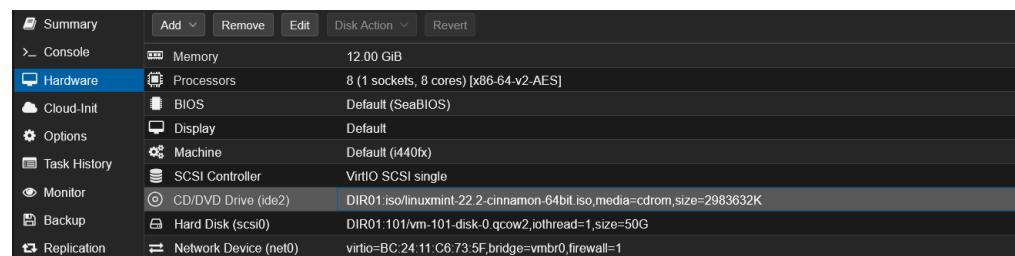 Summary
Add Remove Edit Disk Action Revert
>_ Console
Memory 12.00 GiB
Hardware
Processors 8 (1 sockets, 8 cores) [x86-64-v2-AES]
Cloud-Init
BIOS Default (SeaBIOS)
Options
Display Default
Machine Default (i440fx)
Task History
SCSI Controller VirtIO SCSI single
Monitor
CD/DVD Drive (ide2) DIR01:iso/linuxmint-22.2-cinnamon-64bit.iso,media=cdrom,size=2983632K
Backup
Hard Disk (scsi0) DIR01:101/vm-101-disk-0.qcow2,iothread=1,size=50G
Replication
Network Device (net0) virtio=BC:24:11:C6:73:5F,bridge=vmbr0,firewall=1